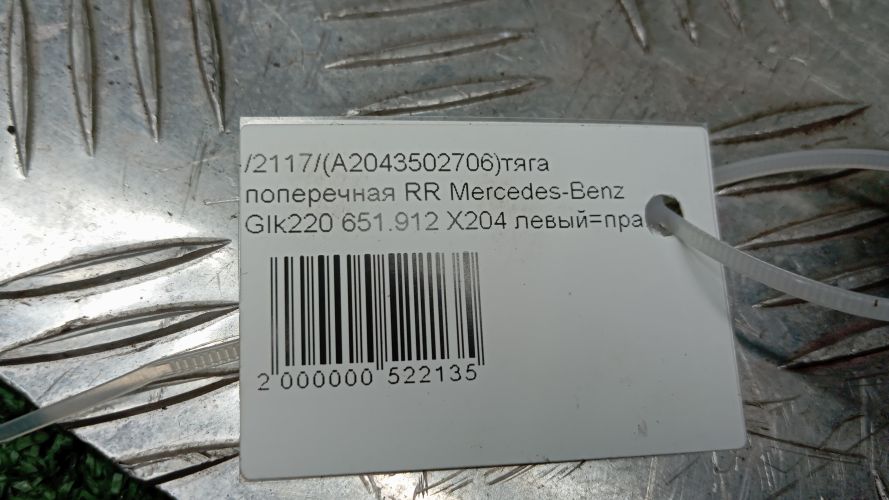 /2117/(A2043502706)тяга
поперечная RR Mercedes-Benz
Glk220 651.912 X204 левый=пра
2 000000 522135